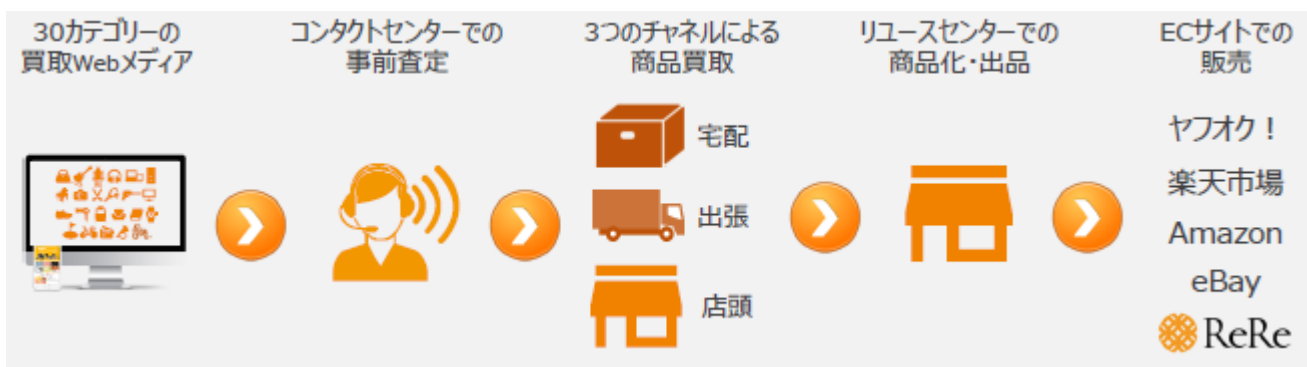 30カテゴリーの
買取Webメディア
コンタクトセンターでの
事前査定
3つのチャネルによる
商品買取
リユースセンターでの
商品化・出品
ECサイトでの
販売
宅配
出張
店頭
ヤフオク！
楽天市場
Amazon
eBay
ReRe